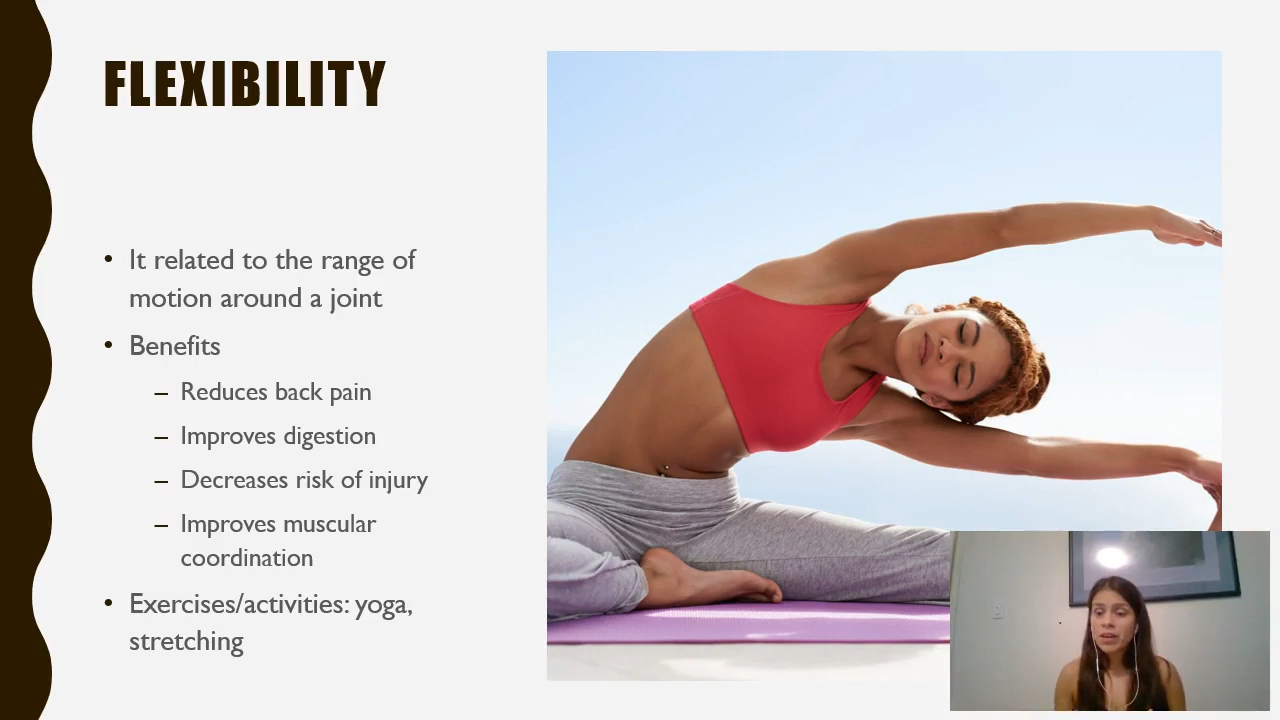 FLEXIBILITY
• It related to the range of
motion around a joint
• Benefits
– Reduces back pain
– Improves digestion
– Decreases risk of injury
– Improves muscular
coordination
• Exercises/activities: yoga,
stretching